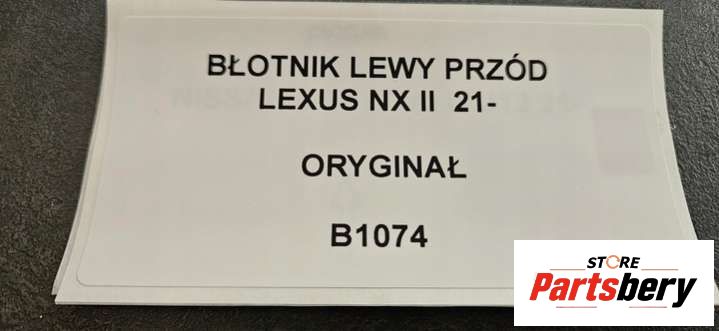 BŁOTNIK LEWY PRZÓD
LEXUS NX II 21-
ORYGINAŁ
B1074
STORE
Partsbery